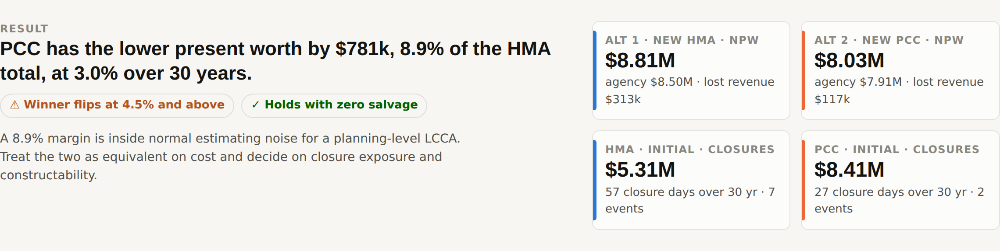 RESULT
PCC has the lower present worth by $781k, 8.9% of the HMA
total, at 3.0% over 30 years.
⚠ Winner flips at 4.5% and above
✓ Holds with zero salvage
A 8.9% margin is inside normal estimating noise for a planning-level LCCA.
Treat the two as equivalent on cost and decide on closure exposure and
constructability.
ALT 1 · NEW HMA · NPW
$8.81M
agency $8.50M · lost revenue
$313k
ALT 2 · NEW PCC · NPW
$8.03M
agency $7.91M · lost revenue
$117k
HMA · INITIAL · CLOSURES
$5.31M
57 closure days over 30 yr · 7
events
PCC · INITIAL · CLOSURES
$8.41M
27 closure days over 30 yr · 2
events